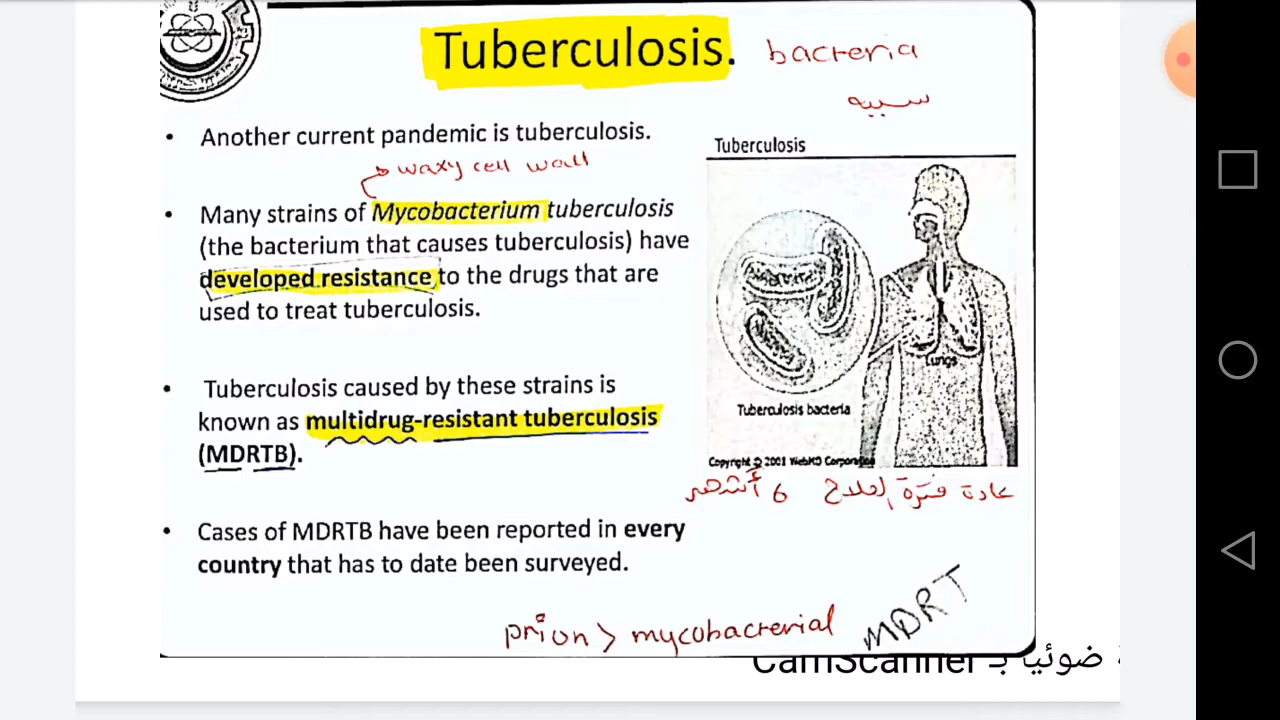 Tuberculosis. bacteria
سببه
• Another current pandemic is tuberculosis.
waxy cell wall
• Many strains of Mycobacterium tuberculosis
(the bacterium that causes tuberculosis) have
developed resistance to the drugs that are
used to treat tuberculosis.
• Tuberculosis caused by these strains is
known as multidrug-resistant tuberculosis
(MDRTB).
• Cases of MDRTB have been reported in every
country that has to date been surveyed.
Tuberculosis
Lungs
Tuberculosis bacteria
Copyright © 2001 WebMD Corporation
عادة فترة العلاج 6 أشهر
prion > mycobacterial
MDRT
ضوئيا بـ CamScanner